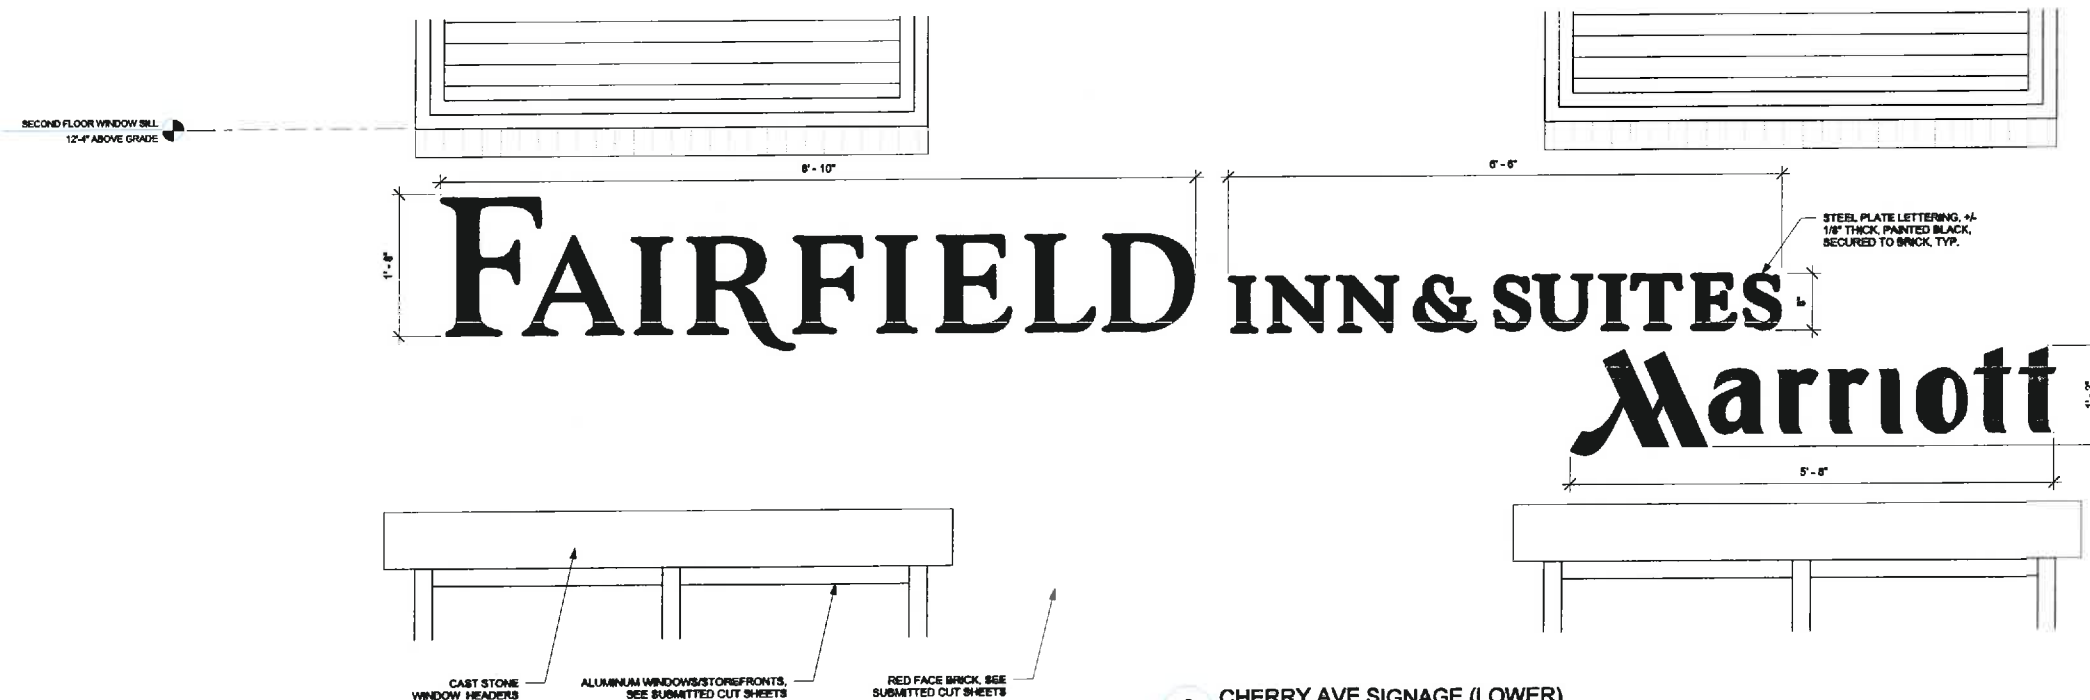 SECOND FLOOR WINDOW SILL
12'-4" ABOVE GRADE
8' - 10"
6' - 6"
STEEL PLATE LETTERING, +/-
1/8" THICK, PAINTED BLACK,
SECURED TO BRICK, TYP.
1' - 8"
FAIRFIELD INN & SUITES
Marriott
5' - 8"
CAST STONE
WINDOW HEADERS
ALUMINUM WINDOWS/STOREFRONTS,
SEE SUBMITTED CUT SHEETS
RED FACE BRICK, SEE
SUBMITTED CUT SHEETS
CHERRY AVE SIGNAGE (LOWER)